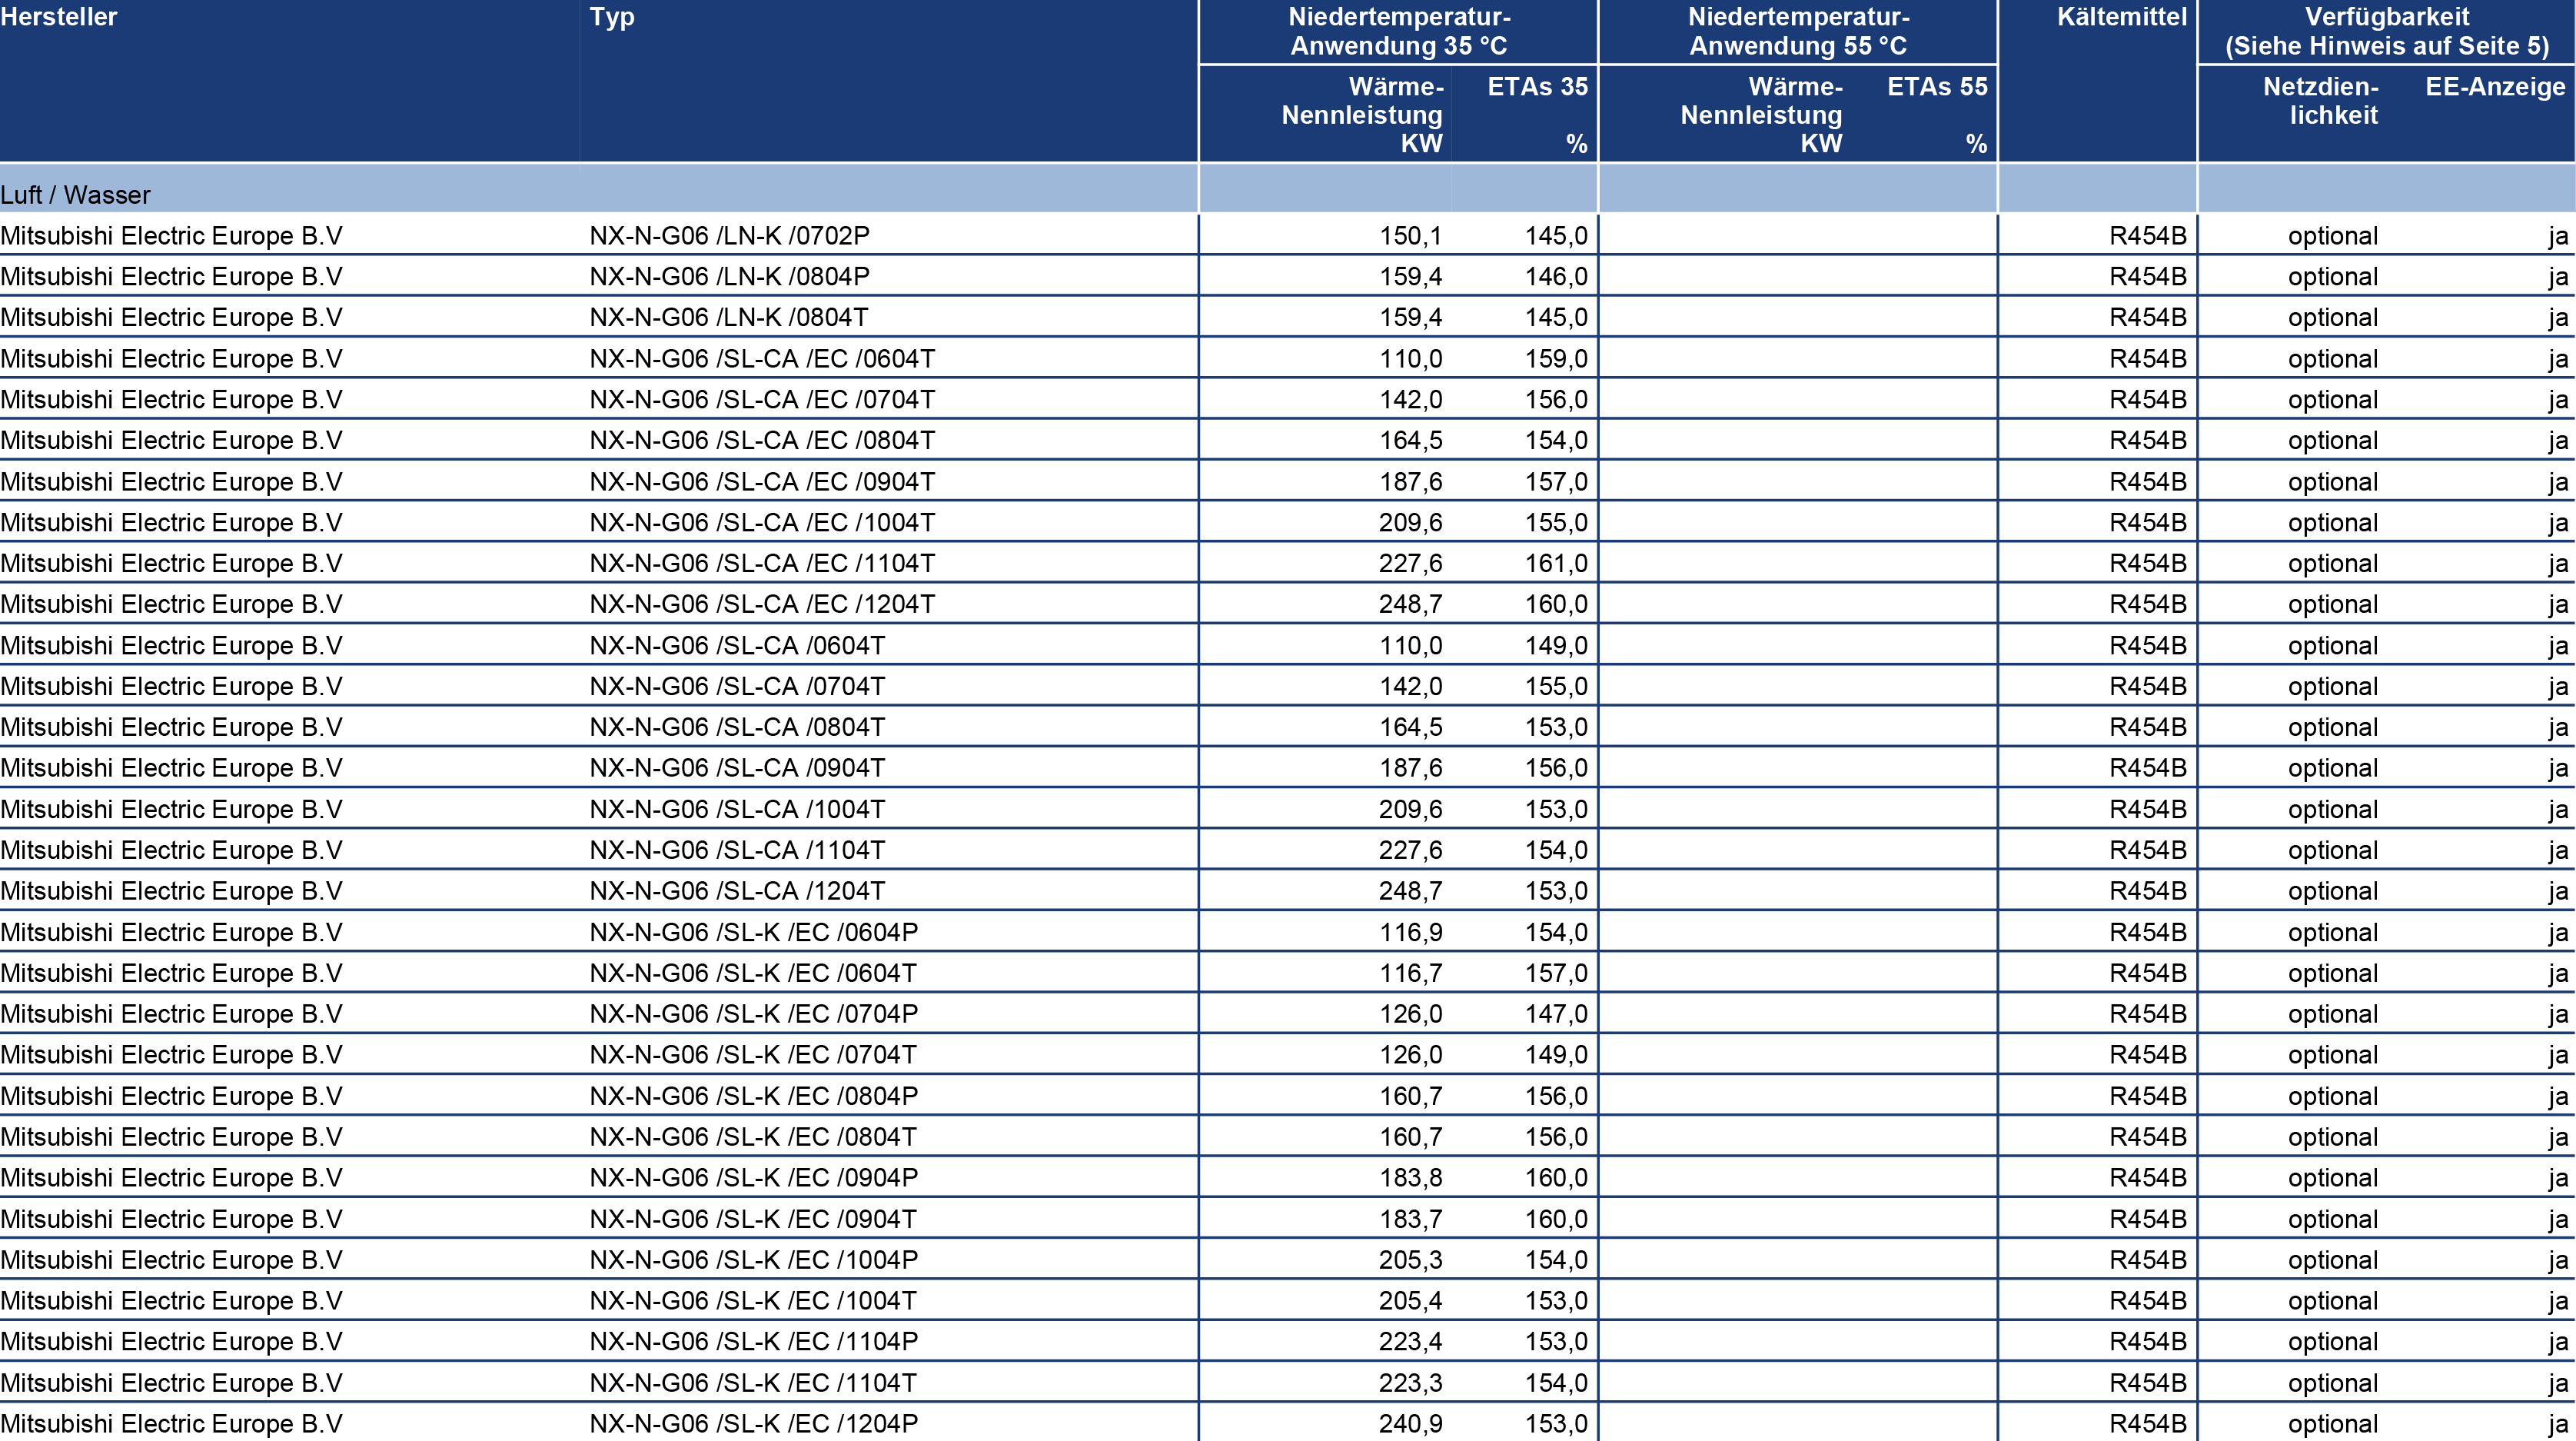 Hersteller Typ Niedertemperatur- Niedertemperatur- Kältemittel Verfügbarkeit
Anwendung 35 °C Anwendung 55 °C (Siehe Hinweis auf Seite 5)
Wärme- ETAs 35 Wärme- ETAs 55 Netzdien- EE-Anzeige
Nennleistung Nennleistung lichkeit
KW % KW %
Luft / Wasser
Mitsubishi Electric Europe B.V NX-N-G06 /LN-K /0702P 150,1 145,0 R454B optional ja
Mitsubishi Electric Europe B.V NX-N-G06 /LN-K /0804P 159,4 146,0 R454B optional ja
Mitsubishi Electric Europe B.V NX-N-G06 /LN-K /0804T 159,4 145,0 R454B optional ja
Mitsubishi Electric Europe B.V NX-N-G06 /SL-CA /EC /0604T 110,0 159,0 R454B optional ja
Mitsubishi Electric Europe B.V NX-N-G06 /SL-CA /EC /0704T 142,0 156,0 R454B optional ja
Mitsubishi Electric Europe B.V NX-N-G06 /SL-CA /EC /0804T 164,5 154,0 R454B optional ja
Mitsubishi Electric Europe B.V NX-N-G06 /SL-CA /EC /0904T 187,6 157,0 R454B optional ja
Mitsubishi Electric Europe B.V NX-N-G06 /SL-CA /EC /1004T 209,6 155,0 R454B optional ja
Mitsubishi Electric Europe B.V NX-N-G06 /SL-CA /EC /1104T 227,6 161,0 R454B optional ja
Mitsubishi Electric Europe B.V NX-N-G06 /SL-CA /EC /1204T 248,7 160,0 R454B optional ja
Mitsubishi Electric Europe B.V NX-N-G06 /SL-CA /0604T 110,0 149,0 R454B optional ja
Mitsubishi Electric Europe B.V NX-N-G06 /SL-CA /0704T 142,0 155,0 R454B optional ja
Mitsubishi Electric Europe B.V NX-N-G06 /SL-CA /0804T 164,5 153,0 R454B optional ja
Mitsubishi Electric Europe B.V NX-N-G06 /SL-CA /0904T 187,6 156,0 R454B optional ja
Mitsubishi Electric Europe B.V NX-N-G06 /SL-CA /1004T 209,6 153,0 R454B optional ja
Mitsubishi Electric Europe B.V NX-N-G06 /SL-CA /1104T 227,6 154,0 R454B optional ja
Mitsubishi Electric Europe B.V NX-N-G06 /SL-CA /1204T 248,7 153,0 R454B optional ja
Mitsubishi Electric Europe B.V NX-N-G06 /SL-K /EC /0604P 116,9 154,0 R454B optional ja
Mitsubishi Electric Europe B.V NX-N-G06 /SL-K /EC /0604T 116,7 157,0 R454B optional ja
Mitsubishi Electric Europe B.V NX-N-G06 /SL-K /EC /0704P 126,0 147,0 R454B optional ja
Mitsubishi Electric Europe B.V NX-N-G06 /SL-K /EC /0704T 126,0 149,0 R454B optional ja
Mitsubishi Electric Europe B.V NX-N-G06 /SL-K /EC /0804P 160,7 156,0 R454B optional ja
Mitsubishi Electric Europe B.V NX-N-G06 /SL-K /EC /0804T 160,7 156,0 R454B optional ja
Mitsubishi Electric Europe B.V NX-N-G06 /SL-K /EC /0904P 183,8 160,0 R454B optional ja
Mitsubishi Electric Europe B.V NX-N-G06 /SL-K /EC /0904T 183,7 160,0 R454B optional ja
Mitsubishi Electric Europe B.V NX-N-G06 /SL-K /EC /1004P 205,3 154,0 R454B optional ja
Mitsubishi Electric Europe B.V NX-N-G06 /SL-K /EC /1004T 205,4 153,0 R454B optional ja
Mitsubishi Electric Europe B.V NX-N-G06 /SL-K /EC /1104P 223,4 153,0 R454B optional ja
Mitsubishi Electric Europe B.V NX-N-G06 /SL-K /EC /1104T 223,3 154,0 R454B optional ja
Mitsubishi Electric Europe B.V NX-N-G06 /SL-K /EC /1204P 240,9 153,0 R454B optional ja